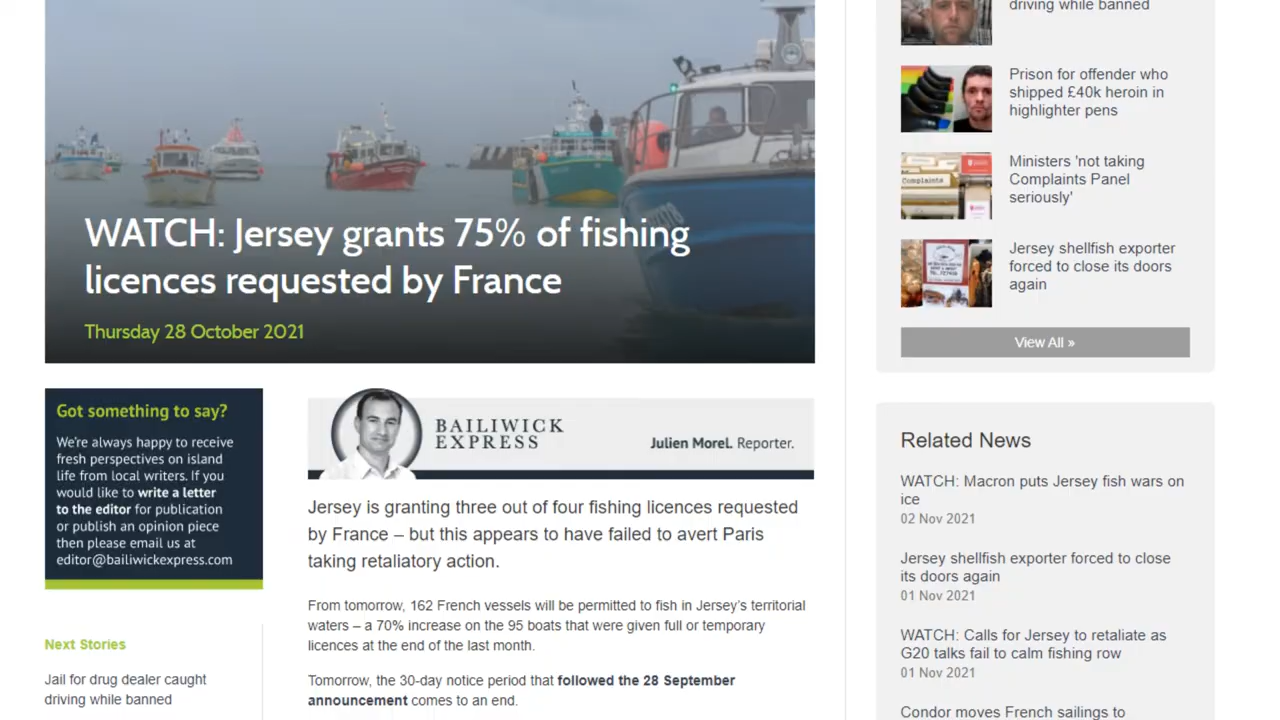 WATCH: Jersey grants 75% of fishing
licences requested by France
Thursday 28 October 2021
Got something to say?
We're always happy to receive
fresh perspectives on island
life from local writers. If you
would like to write a letter
to the editor for publication
or publish an opinion piece
then please email us at
editor@bailiwickexpress.com
Next Stories
Jail for drug dealer caught
driving while banned
BAILIWICK
EXPRESS
Julien Morel. Reporter.
Jersey is granting three out of four fishing licences requested
by France – but this appears to have failed to avert Paris
taking retaliatory action.
From tomorrow, 162 French vessels will be permitted to fish in Jersey’s territorial
waters – a 70% increase on the 95 boats that were given full or temporary
licences at the end of the last month.
Tomorrow, the 30-day notice period that followed the 28 September
announcement comes to an end.
driving while banned
Prison for offender who
shipped £40k heroin in
highlighter pens
Complaints
Ministers 'not taking
Complaints Panel
seriously'
Jersey shellfish exporter
forced to close its doors
again
View All »
Related News
WATCH: Macron puts Jersey fish wars on
ice
02 Nov 2021
Jersey shellfish exporter forced to close
its doors again
01 Nov 2021
WATCH: Calls for Jersey to retaliate as
G20 talks fail to calm fishing row
01 Nov 2021
Condor moves French sailings to